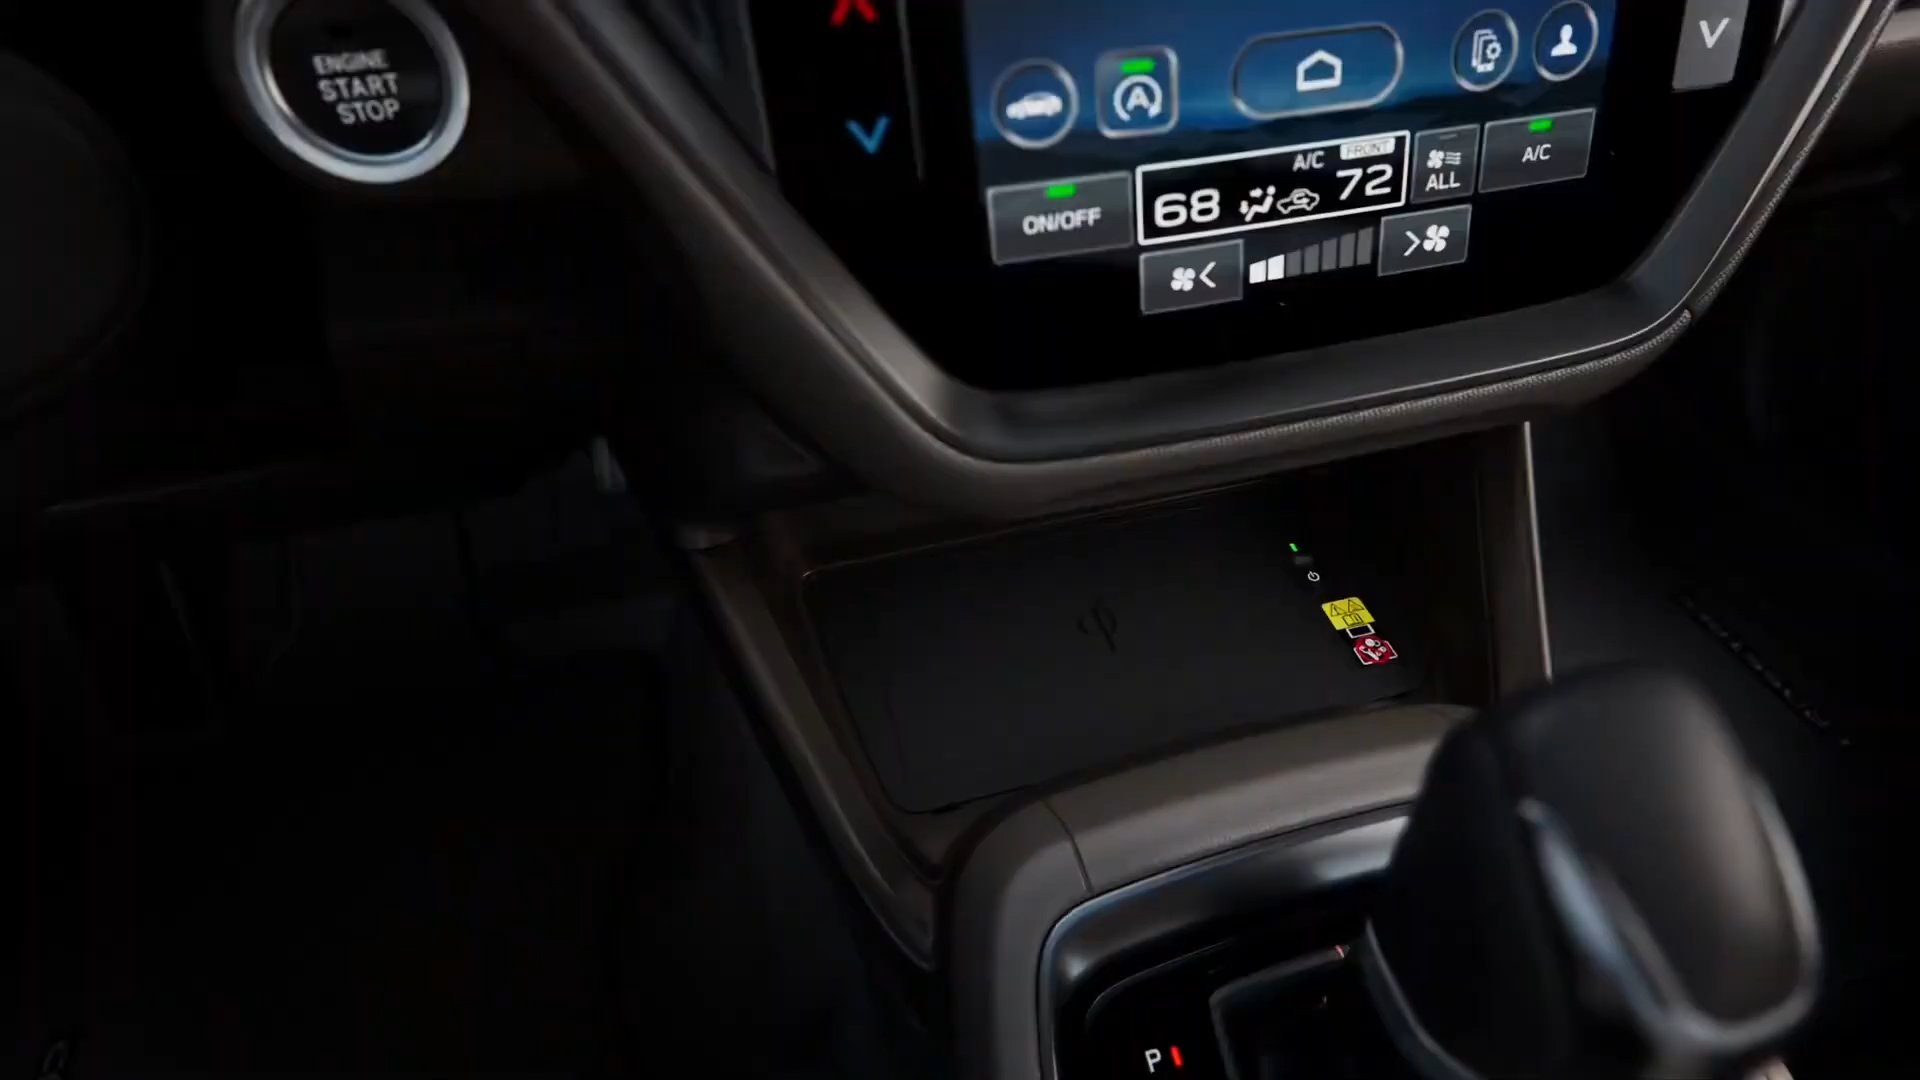 ENGINE
START
STOP
A
A/C FRONT
68 72
ALL
A/C
ON/OFF
P